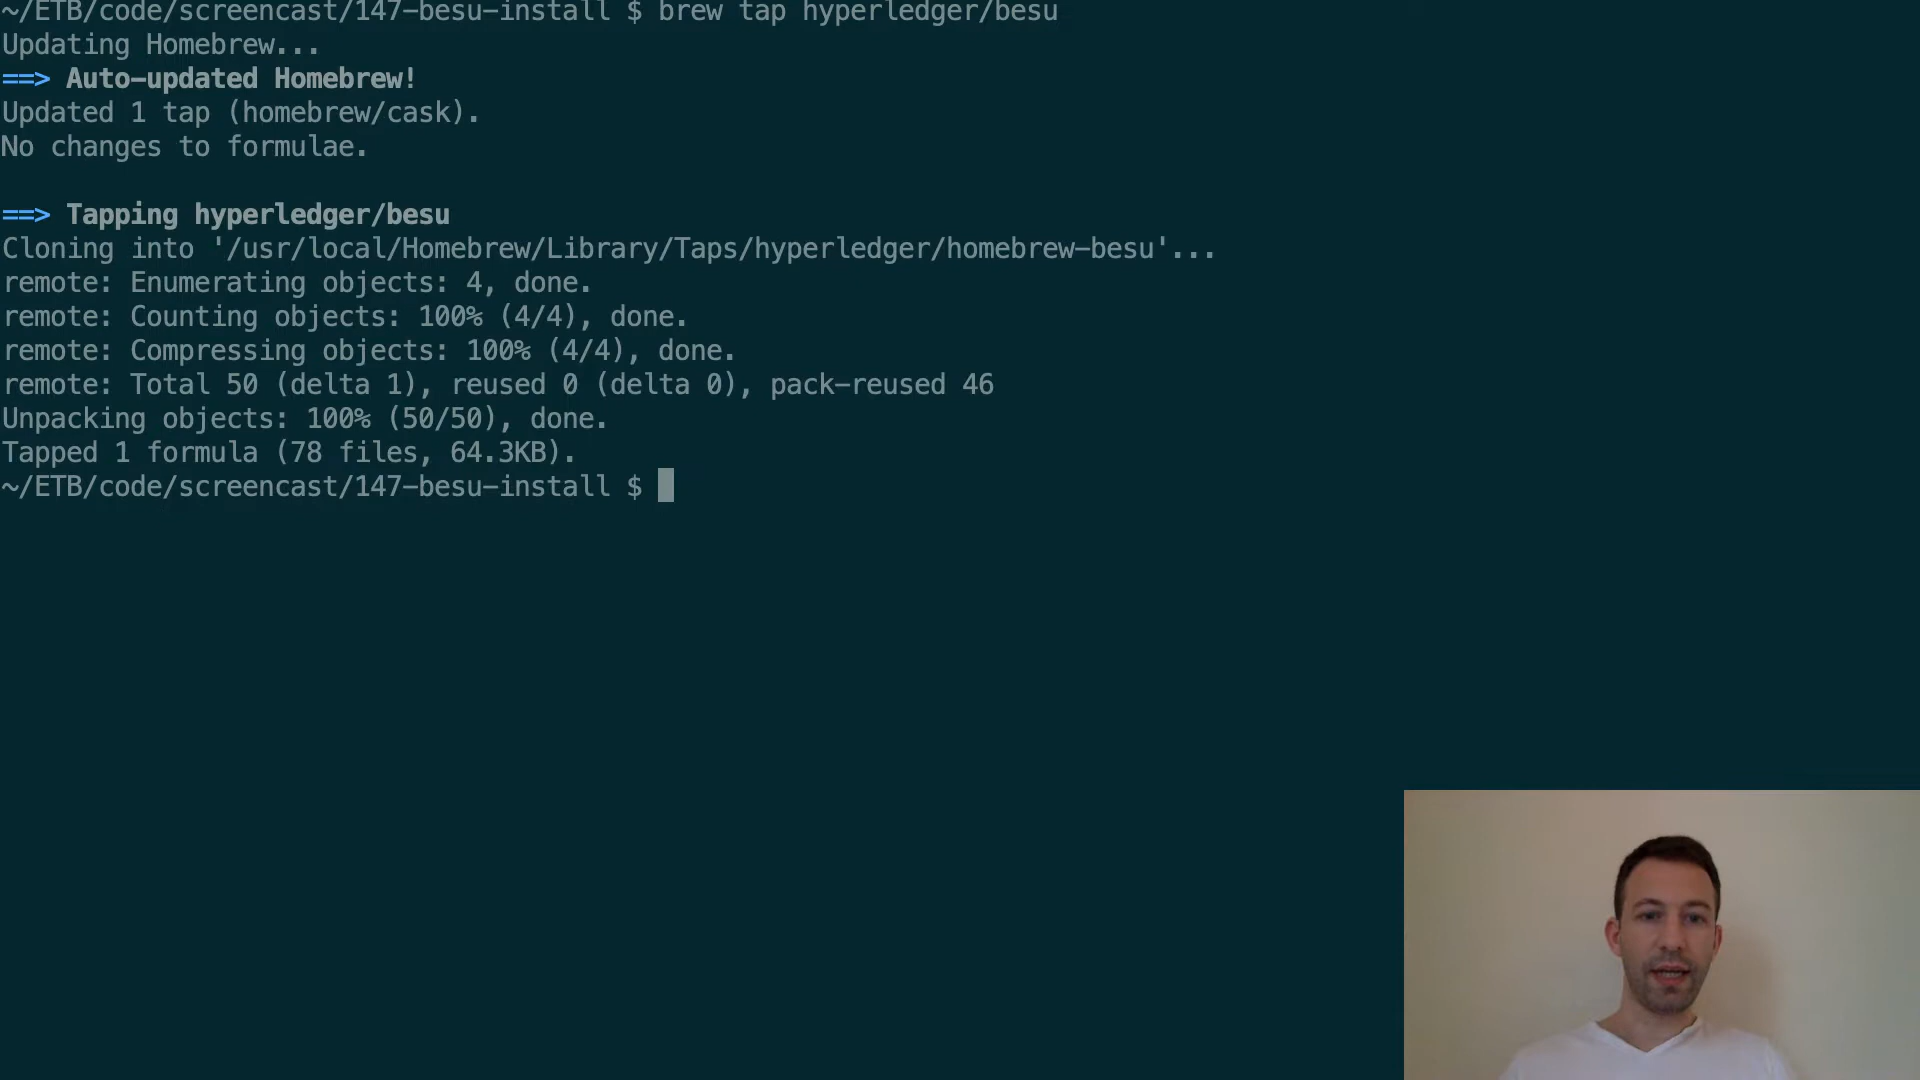 ~/ETB/code/screencast/147-besu-install $ brew tap hyperledger/besu
Updating Homebrew...
==> Auto-updated Homebrew!
Updated 1 tap (homebrew/cask).
No changes to formulae.
==> Tapping hyperledger/besu
Cloning into '/usr/local/Homebrew/Library/Taps/hyperledger/homebrew-besu'...
remote: Enumerating objects: 4, done.
remote: Counting objects: 100% (4/4), done.
remote: Compressing objects: 100% (4/4), done.
remote: Total 50 (delta 1), reused 0 (delta 0), pack-reused 46
Unpacking objects: 100% (50/50), done.
Tapped 1 formula (78 files, 64.3KB).
~/ETB/code/screencast/147-besu-install $